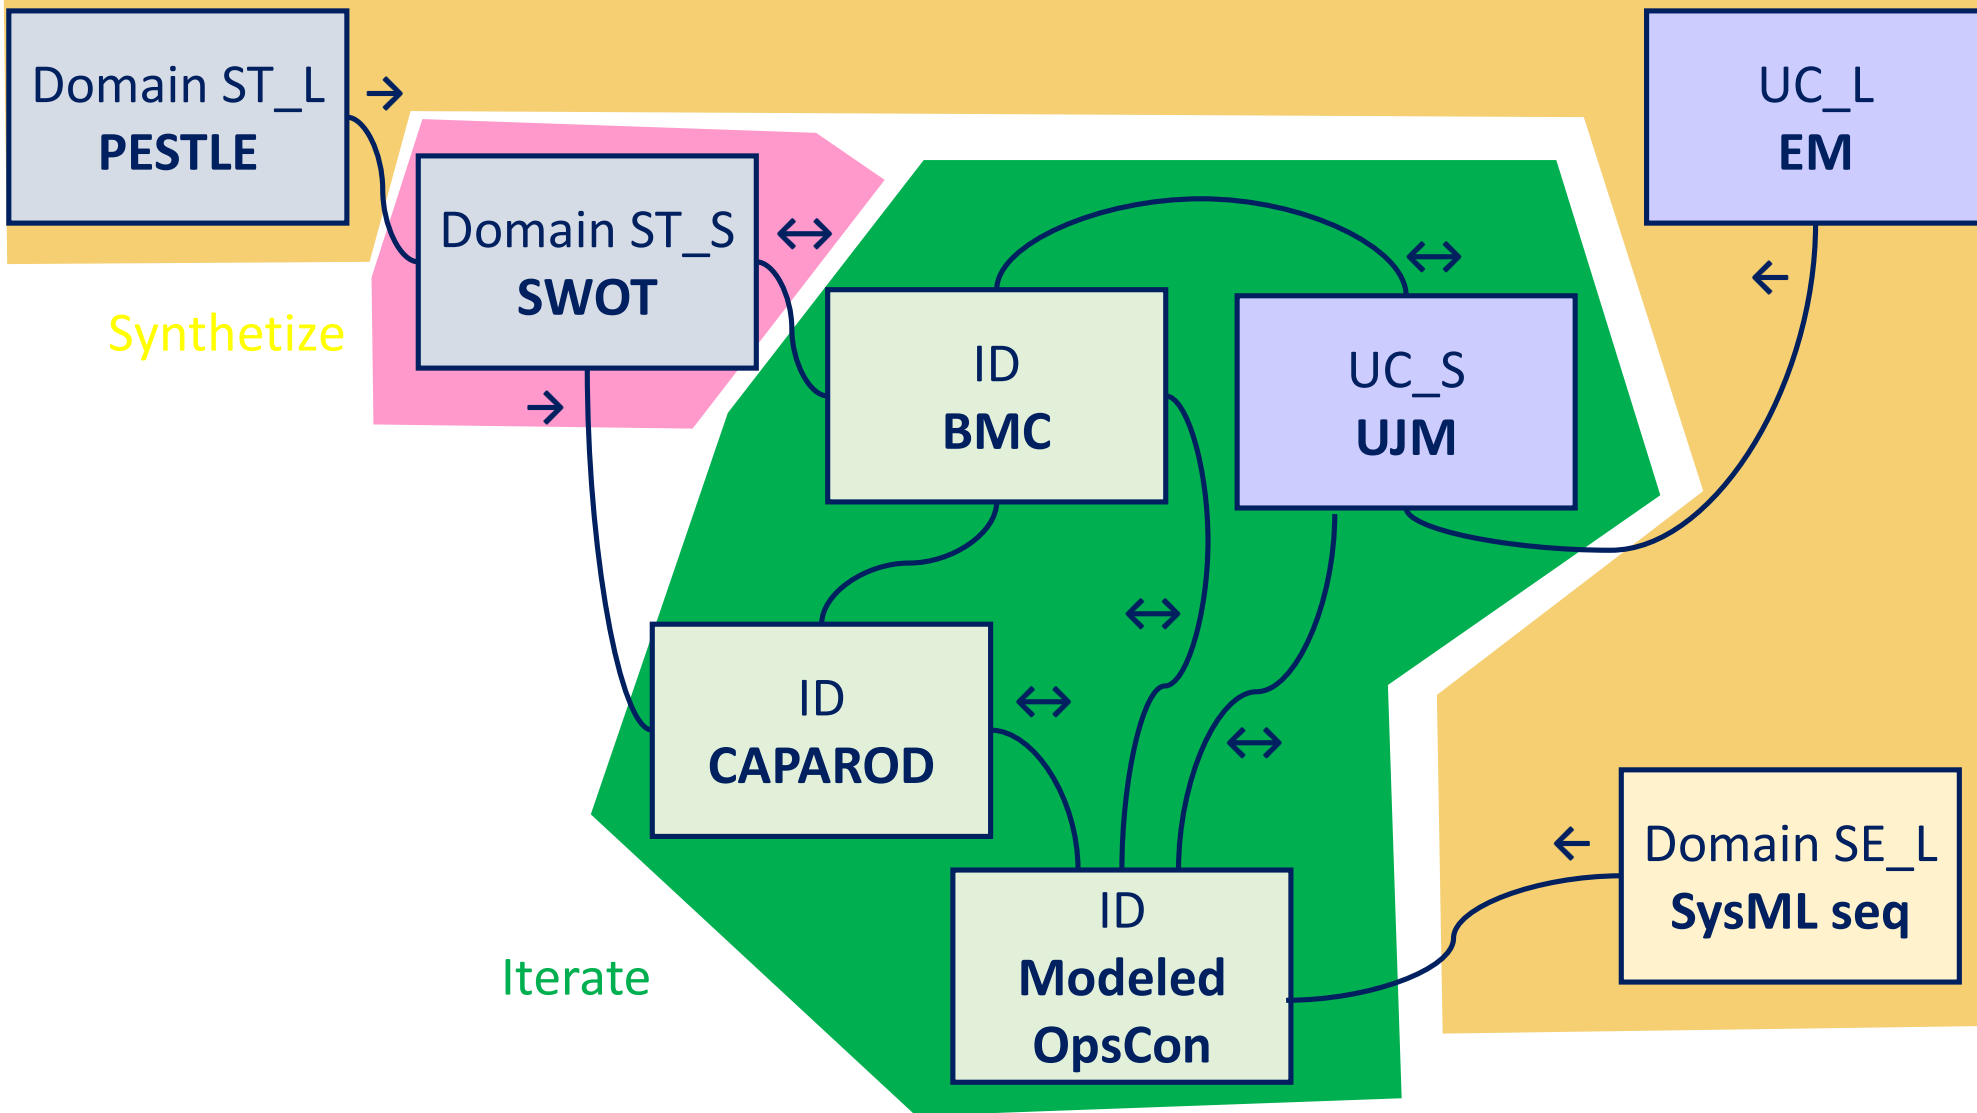 Domain ST_L
PESTLE
→
UC_L
EM
←
Domain ST_S
SWOT
↔
→
Synthetize
ID
BMC
↔
UC_S
UJM
↔
ID
CAPAROD
↔
↔
Domain SE_L
SysML seq
←
ID
Modeled
OpsCon
Iterate